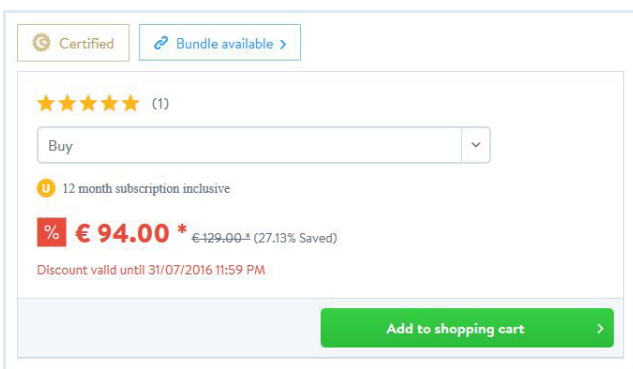 Certified Bundle available >
(1)
Buy
U 12 month subscription inclusive
% € 94.00 * € 129.00 * (27.13% Saved)
Discount valid until 31/07/2016 11:59 PM
Add to shopping cart >